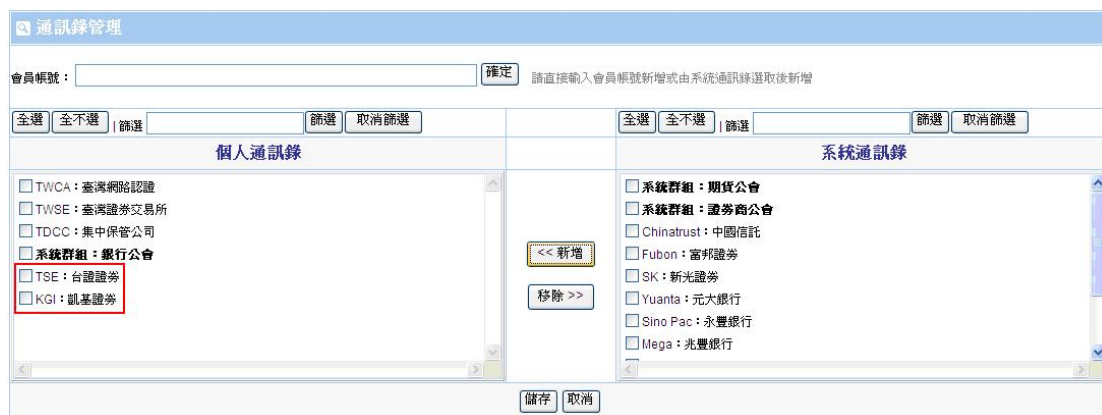 通訊錄管理
會員帳號： 確定 請直接輸入會員帳號新增或由系統通訊錄選取後新增
全選 全不選 | 篩選 篩選 取消篩選 全選 全不選 | 篩選 篩選 取消篩選
個人通訊錄 系統通訊錄
TWCA：臺灣網路認證
TWSE：臺灣證券交易所
TDCC：集中保管公司
系統群組：銀行公會
TSE：台證證券
KGI：凱基證券
<< 新增
移除 >>
系統群組：期貨公會
系統群組：證券商公會
Chinatrust：中國信託
Fubon：富邦證券
SK：新光證券
Yuanta：元大銀行
Sino Pac：永豐銀行
Mega：兆豐銀行
儲存 取消